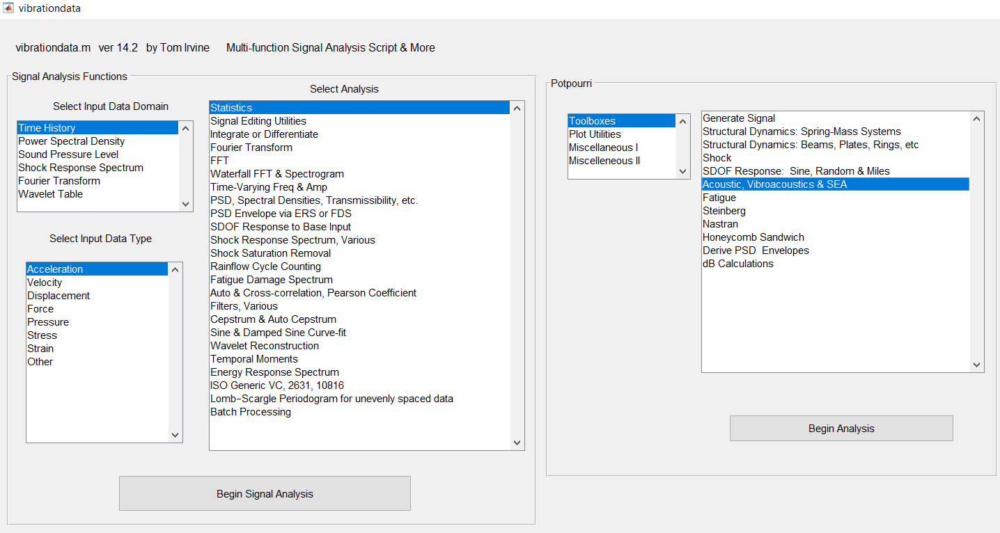 vibrationdata
vibrationdata.m ver 14.2 by Tom Irvine Multi-function Signal Analysis Script & More
Signal Analysis Functions
Select Input Data Domain
Time History
Power Spectral Density
Sound Pressure Level
Shock Response Spectrum
Fourier Transform
Wavelet Table
Select Input Data Type
Acceleration
Velocity
Displacement
Force
Pressure
Stress
Strain
Other
Select Analysis
Statistics
Signal Editing Utilities
Integrate or Differentiate
Fourier Transform
FFT
Waterfall FFT & Spectrogram
Time-Varying Freq & Amp
PSD, Spectral Densities, Transmissibility, etc.
PSD Envelope via ERS or FDS
SDOF Response to Base Input
Shock Response Spectrum, Various
Shock Saturation Removal
Rainflow Cycle Counting
Fatigue Damage Spectrum
Auto & Cross-correlation, Pearson Coefficient
Filters, Various
Cepstrum & Auto Cepstrum
Sine & Damped Sine Curve-fit
Wavelet Reconstruction
Temporal Moments
Energy Response Spectrum
ISO Generic VC, 2631, 10816
Lomb–Scargle Periodogram for unevenly spaced data
Batch Processing
Begin Signal Analysis
Potpourri
Toolboxes
Plot Utilities
Miscellaneous I
Miscelleneous II
Generate Signal
Structural Dynamics: Spring-Mass Systems
Structural Dynamics: Beams, Plates, Rings, etc
Shock
SDOF Response: Sine, Random & Miles
Acoustic, Vibroacoustics & SEA
Fatigue
Steinberg
Nastran
Honeycomb Sandwich
Derive PSD Envelopes
dB Calculations
Begin Analysis